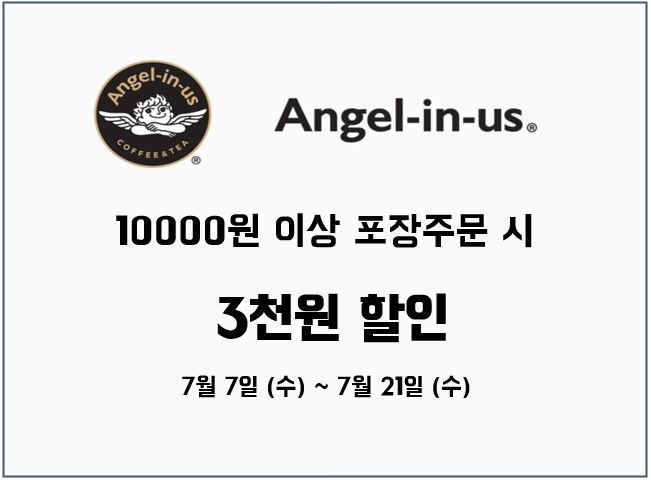 Angel-in-us
COFFEE & TEA
®
Angel-in-us®
10000원 이상 포장주문 시
3천원 할인
7월 7일 (수) ~ 7월 21일 (수)